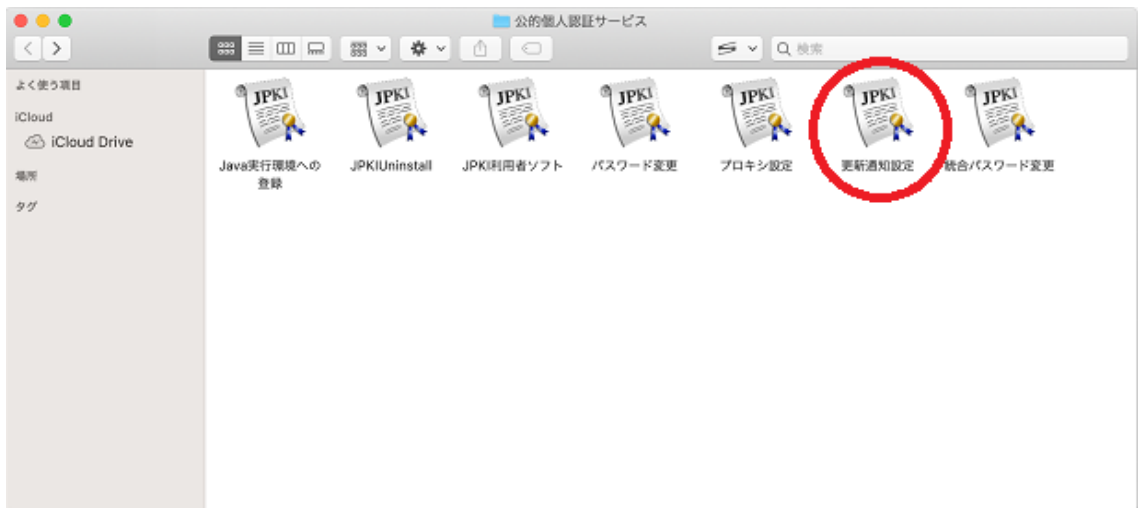 公的個人認証サービス
検索
よく使う項目
iCloud
iCloud Drive
場所
タグ
JPKI
JPKI
JPKI
JPKI
JPKI
JPKI
JPKI
Java実行環境への
登録
JPKIUninstall
JPKI利用者ソフト
パスワード変更
プロキシ設定
更新通知設定
統合パスワード変更